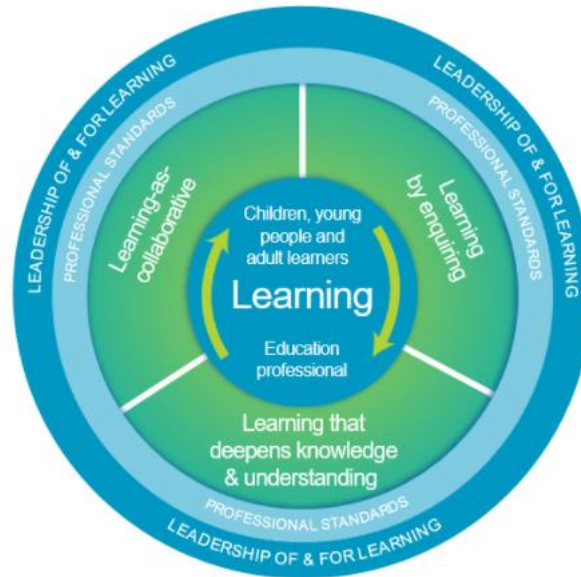 LEADERSHIP OF & FOR LEARNING
LEADERSHIP OF & FOR LEARNING
PROFESSIONAL STANDARDS
PROFESSIONAL STANDARDS
Learning-as-
collaborative
Learning
by enquiring
Children, young
people and
adult learners
Learning
Education
professional
Learning that
deepens knowledge
& understanding
PROFESSIONAL STANDARDS
LEADERSHIP OF & FOR LEARNING